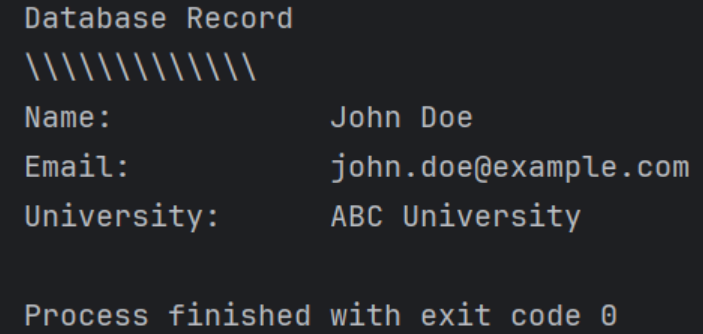 Database Record
\\\\\\\\\\\\\
Name:            John Doe
Email:           john.doe@example.com
University:      ABC University

Process finished with exit code 0